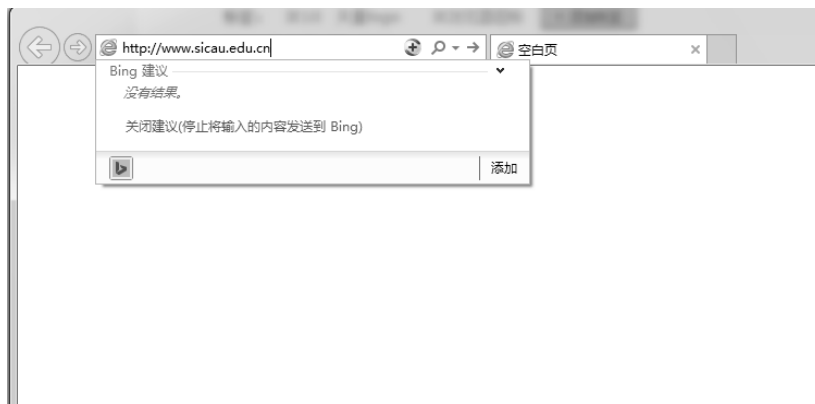 http://www.sicau.edu.cn
空白页
Bing 建议
没有结果。
关闭建议(停止将输入的内容发送到 Bing)
添加